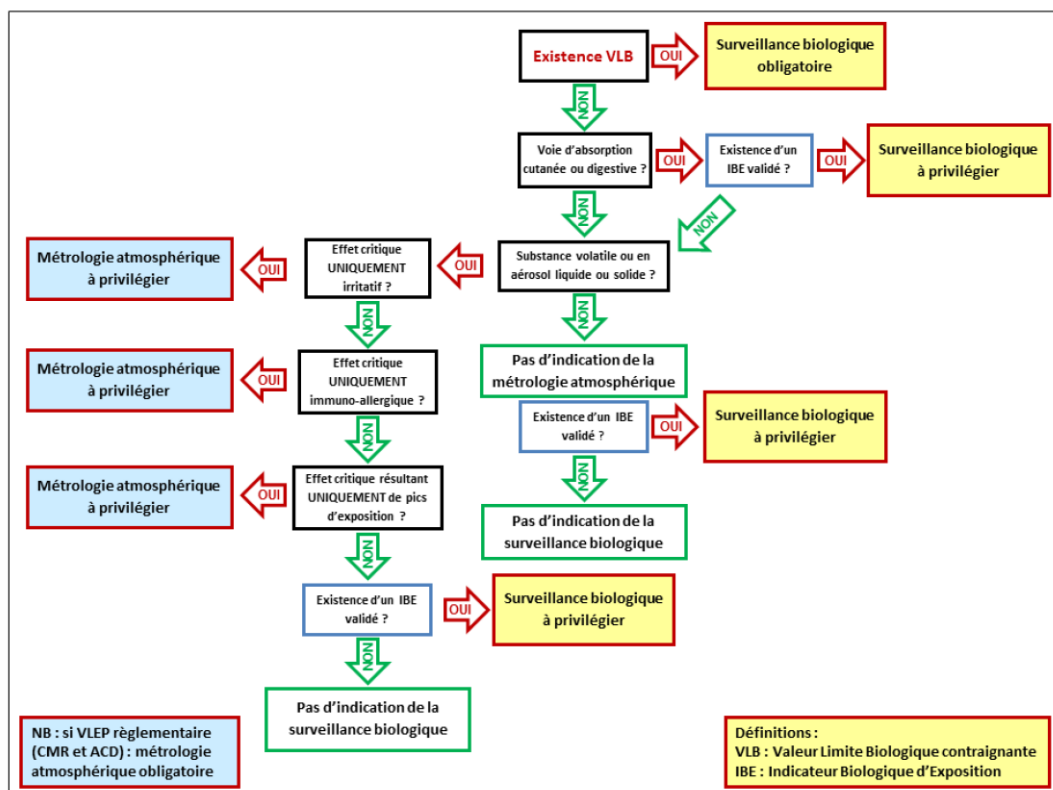 Existence VLB
OUI
Surveillance biologique
obligatoire
NON
Voie d'absorption
cutanée ou digestive ?
OUI
Existence d'un
IBE validé ?
OUI
Surveillance biologique
à privilégier
NON
NON
Substance volatile ou en
aérosol liquide ou solide ?
OUI
Effet critique
UNIQUEMENT
irritatif ?
OUI
Métrologie atmosphérique
à privilégier
NON
NON
Effet critique
UNIQUEMENT
immuno-allergique ?
OUI
Métrologie atmosphérique
à privilégier
Pas d'indication de la
métrologie atmosphérique
Existence d'un IBE
validé ?
OUI
Surveillance biologique
à privilégier
NON
NON
Effet critique résultant
UNIQUEMENT de pics
d'exposition ?
OUI
Métrologie atmosphérique
à privilégier
Pas d'indication de la
surveillance biologique
NON
Existence d'un IBE
validé ?
OUI
Surveillance biologique
à privilégier
NON
Pas d'indication de la
surveillance biologique
NB : si VLEP règlementaire
(CMR et ACD) : métrologie
atmosphérique obligatoire
Définitions :
VLB : Valeur Limite Biologique contraignante
IBE : Indicateur Biologique d'Exposition